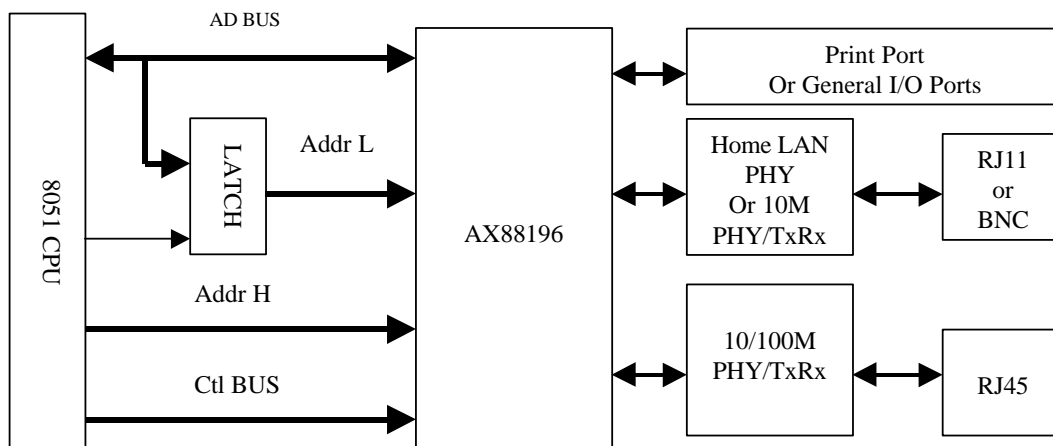 AD BUS
Print Port
Or General I/O Ports
8051 CPU
LATCH
Addr L
AX88196
Home LAN
PHY
Or 10M
PHY/TxRx
RJ11
or
BNC
Addr H
10/100M
PHY/TxRx
RJ45
Ctl BUS